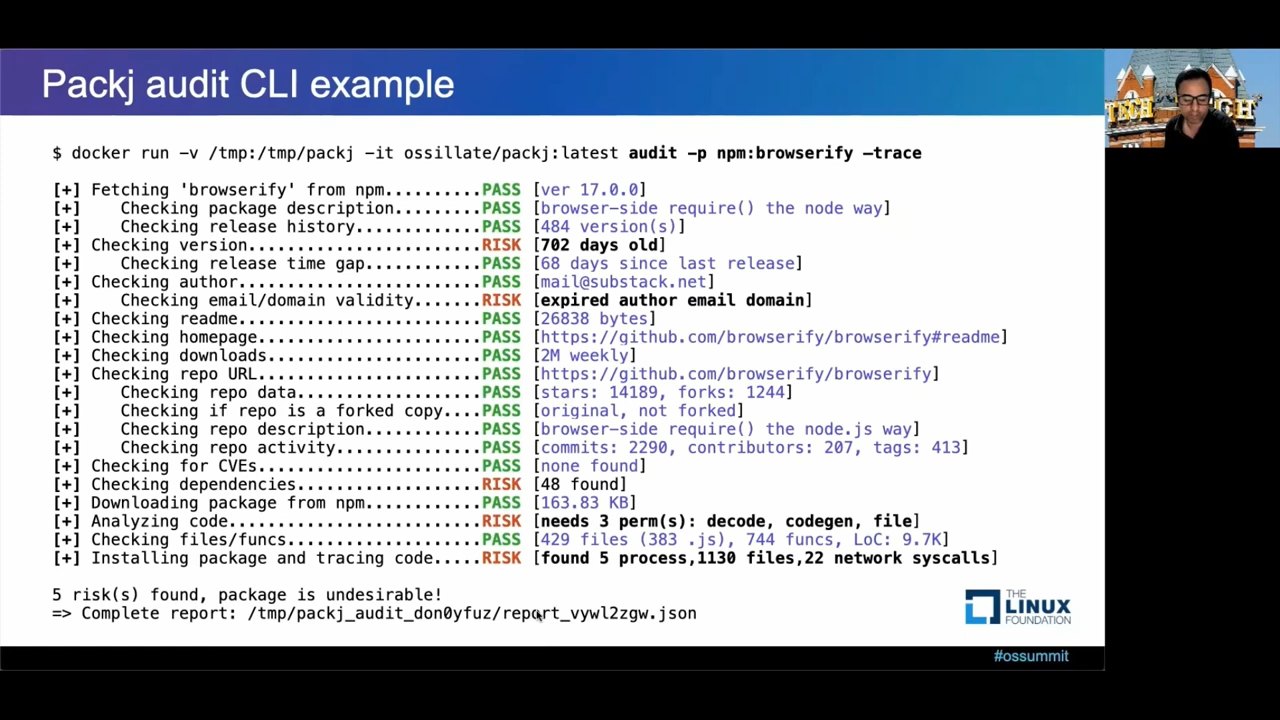 Packj audit CLI example
$ docker run -v /tmp:/tmp/packj -it ossillate/packj:latest audit -p npm:browserify –trace
[+] Fetching 'browserify' from npm..........PASS [ver 17.0.0]
[+]    Checking package description.........PASS [browser-side require() the node way]
[+]    Checking release history.............PASS [484 version(s)]
[+] Checking version........................RISK [702 days old]
[+]    Checking release time gap............PASS [68 days since last release]
[+] Checking author.........................PASS [mail@substack.net]
[+]    Checking email/domain validity.......RISK [expired author email domain]
[+] Checking readme.........................PASS [26838 bytes]
[+] Checking homepage.......................PASS [https://github.com/browserify/browserify#readme]
[+] Checking downloads......................PASS [2M weekly]
[+] Checking repo URL.......................PASS [https://github.com/browserify/browserify]
[+]    Checking repo data...................PASS [stars: 14189, forks: 1244]
[+]    Checking if repo is a forked copy....PASS [original, not forked]
[+]    Checking repo description............PASS [browser-side require() the node.js way]
[+]    Checking repo activity...............PASS [commits: 2290, contributors: 207, tags: 413]
[+] Checking for CVEs.......................PASS [none found]
[+] Checking dependencies...................RISK [48 found]
[+] Downloading package from npm............PASS [163.83 KB]
[+] Analyzing code..........................RISK [needs 3 perm(s): decode, codegen, file]
[+] Checking files/funcs....................PASS [429 files (383 .js), 744 funcs, LoC: 9.7K]
[+] Installing package and tracing code.....RISK [found 5 process,1130 files,22 network syscalls]
5 risk(s) found, package is undesirable!
=> Complete report: /tmp/packj_audit_don0yfuz/report_vywl2zgw.json
THE
LINUX
FOUNDATION
#ossummit
TECH